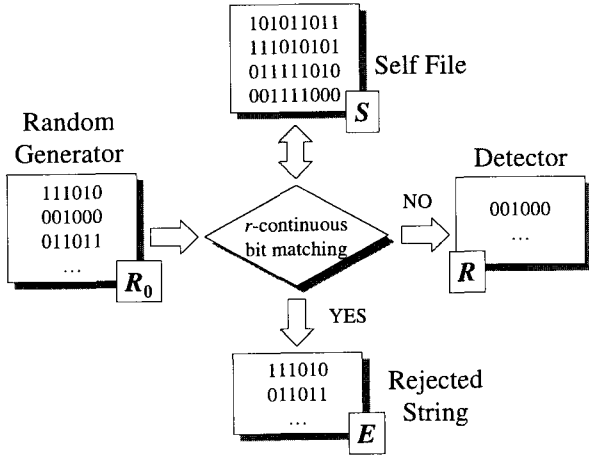 101011011
111010101
011111010
001111000
S
Self File
Random
Generator
111010
001000
011011
...
R0
r-continuous
bit matching
NO
Detector
001000
...
R
YES
111010
011011
...
E
Rejected
String